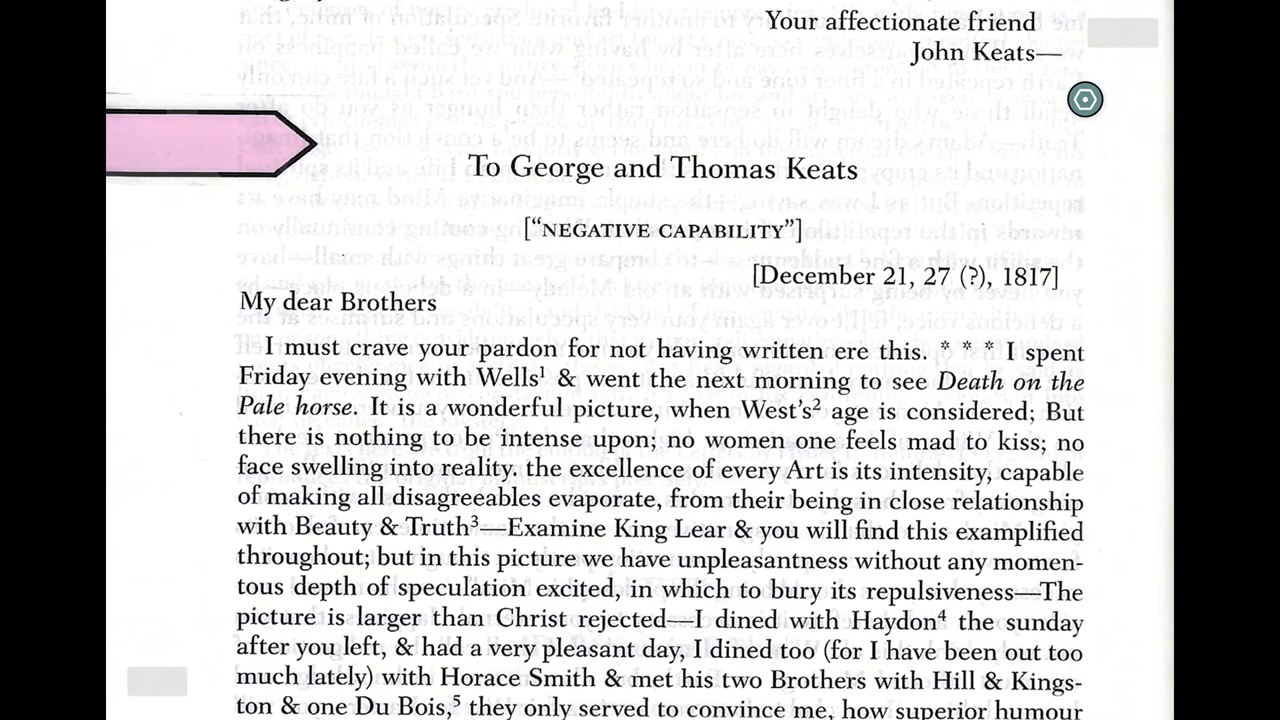 Your affectionate friend
John Keats—
To George and Thomas Keats
[“NEGATIVE CAPABILITY”]
[December 21, 27 (?), 1817]
My dear Brothers
I must crave your pardon for not having written ere this. * * * I spent
Friday evening with Wells¹ & went the next morning to see Death on the
Pale horse. It is a wonderful picture, when West’s² age is considered; But
there is nothing to be intense upon; no women one feels mad to kiss; no
face swelling into reality. the excellence of every Art is its intensity, capable
of making all disagreeables evaporate, from their being in close relationship
with Beauty & Truth³—Examine King Lear & you will find this examplified
throughout; but in this picture we have unpleasantness without any momen-
tous depth of speculation excited, in which to bury its repulsiveness—The
picture is larger than Christ rejected—I dined with Haydon⁴ the sunday
after you left, & had a very pleasant day, I dined too (for I have been out too
much lately) with Horace Smith & met his two Brothers with Hill & Kings-
ton & one Du Bois,⁵ they only served to convince me, how superior humour